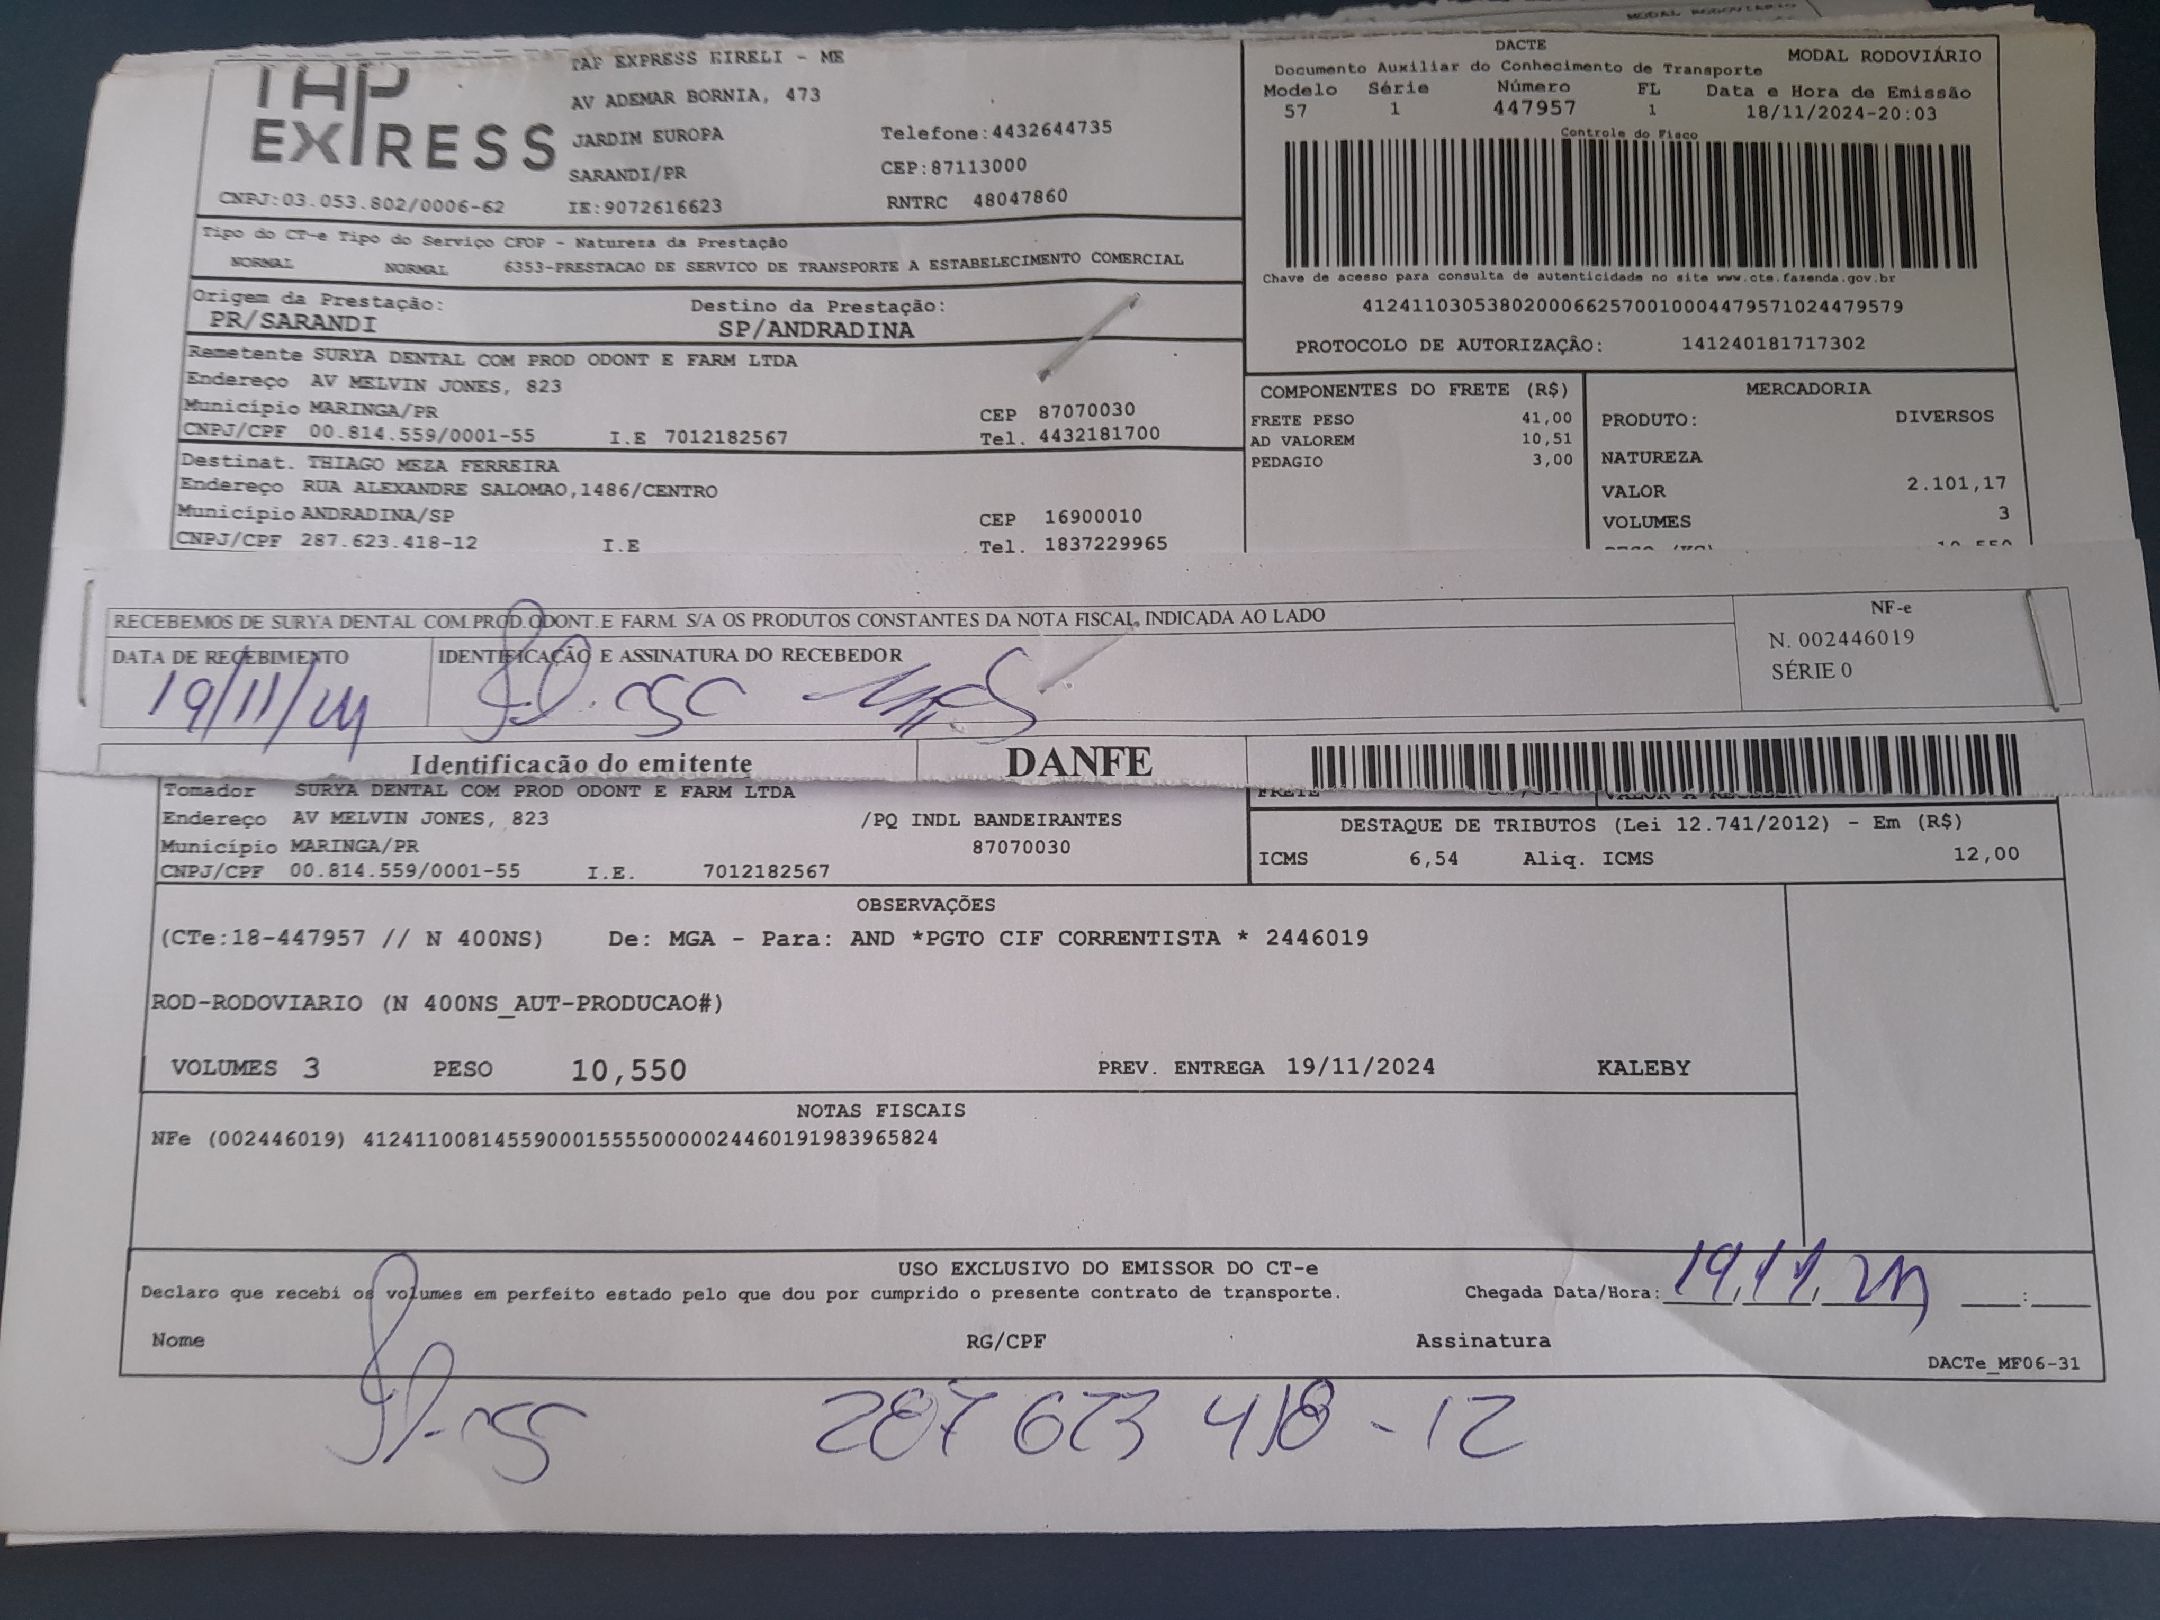 MODAL RODOVIÁRIO
TAP EXPRESS
TAP EXPRESS EIRELI - ME
AV ADEMAR BORNIA, 473
JARDIM EUROPA Telefone:4432644735
SARANDI/PR CEP:87113000
CNPJ:03.053.802/0006-62 IE:9072616623 RNTRC 48047860
Tipo do CT-e Tipo do Serviço CFOP - Natureza da Prestação
NORMAL NORMAL 6353-PRESTACAO DE SERVICO DE TRANSPORTE A ESTABELECIMENTO COMERCIAL
Origem da Prestação: Destino da Prestação:
PR/SARANDI SP/ANDRADINA
Remetente SURYA DENTAL COM PROD ODONT E FARM LTDA
Endereço AV MELVIN JONES, 823
Município MARINGA/PR CEP 87070030
CNPJ/CPF 00.814.559/0001-55 I.E 7012182567 Tel. 4432181700
Destinat. THIAGO MEZA FERREIRA
Endereço RUA ALEXANDRE SALOMAO,1486/CENTRO
Município ANDRADINA/SP CEP 16900010
CNPJ/CPF 287.623.418-12 I.E Tel. 1837229965
DACTE
Documento Auxiliar do Conhecimento de Transporte MODAL RODOVIÁRIO
Modelo Série Número FL Data e Hora de Emissão
57 1 447957 1 18/11/2024-20:03
Controle do Fisco
Chave de acesso para consulta de autenticidade no site www.cte.fazenda.gov.br
41241103053802000662570010004479571024479579
PROTOCOLO DE AUTORIZAÇÃO: 141240181717302
COMPONENTES DO FRETE (R$)
FRETE PESO 41,00
AD VALOREM 10,51
PEDAGIO 3,00
MERCADORIA
PRODUTO: DIVERSOS
NATUREZA
VALOR 2.101,17
VOLUMES 3
RECEBEMOS DE SURYA DENTAL COM.PROD.ODONT.E FARM. S/A OS PRODUTOS CONSTANTES DA NOTA FISCAL, INDICADA AO LADO
DATA DE RECEBIMENTO IDENTIFICAÇÃO E ASSINATURA DO RECEBEDOR
19/11/24
NF-e
N. 002446019
SÉRIE 0
Identificacão do emitente DANFE
Tomador SURYA DENTAL COM PROD ODONT E FARM LTDA
Endereço AV MELVIN JONES, 823 /PQ INDL BANDEIRANTES
Município MARINGA/PR 87070030
CNPJ/CPF 00.814.559/0001-55 I.E. 7012182567
FRETE VALOR A RECEBER
DESTAQUE DE TRIBUTOS (Lei 12.741/2012) - Em (R$)
ICMS 6,54 Aliq. ICMS 12,00
OBSERVAÇÕES
(CTe:18-447957 // N 400NS) De: MGA - Para: AND *PGTO CIF CORRENTISTA * 2446019
ROD-RODOVIARIO (N 400NS_AUT-PRODUCAO#)
VOLUMES 3 PESO 10,550 PREV. ENTREGA 19/11/2024 KALEBY
NOTAS FISCAIS
NFe (002446019) 41241100814559000155550000024460191983965824
USO EXCLUSIVO DO EMISSOR DO CT-e
Declaro que recebi os volumes em perfeito estado pelo que dou por cumprido o presente contrato de transporte. Chegada Data/Hora: 19.11.24 __:__
Nome RG/CPF Assinatura
DACTe_MF06-31
287 623 418-12